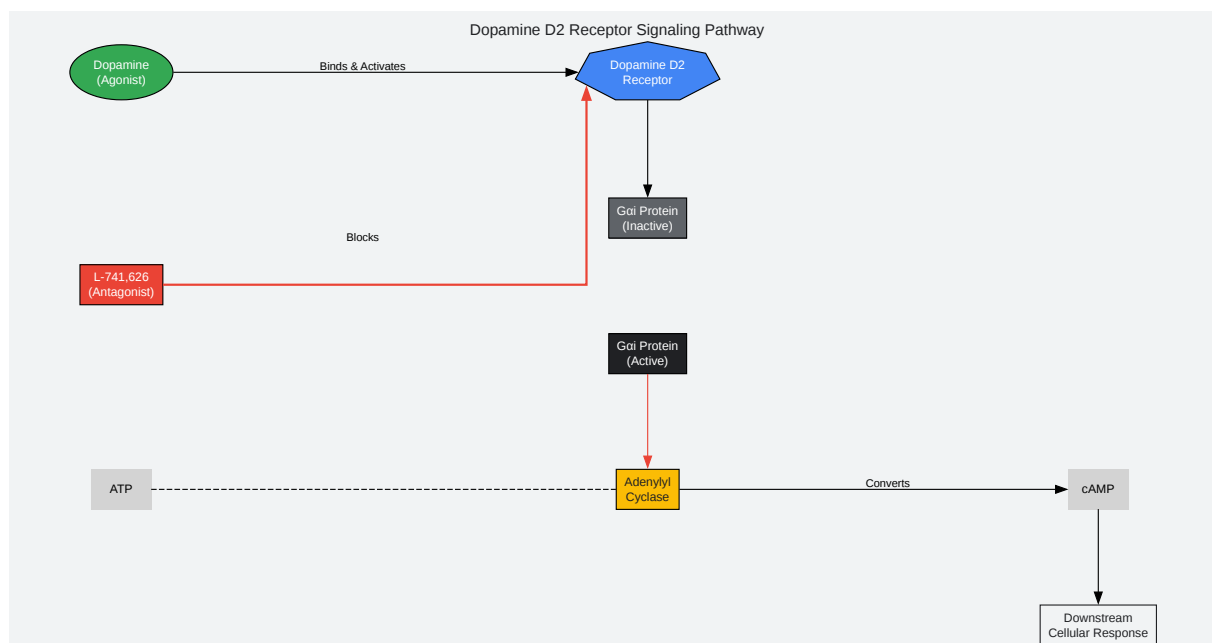 Dopamine D2 Receptor Signaling Pathway
Dopamine
(Agonist)
Binds & Activates
Dopamine D2
Receptor
Gαi Protein
(Inactive)
Blocks
L-741,626
(Antagonist)
Gαi Protein
(Active)
ATP
Adenylyl
Cyclase
Converts
cAMP
Downstream
Cellular Response